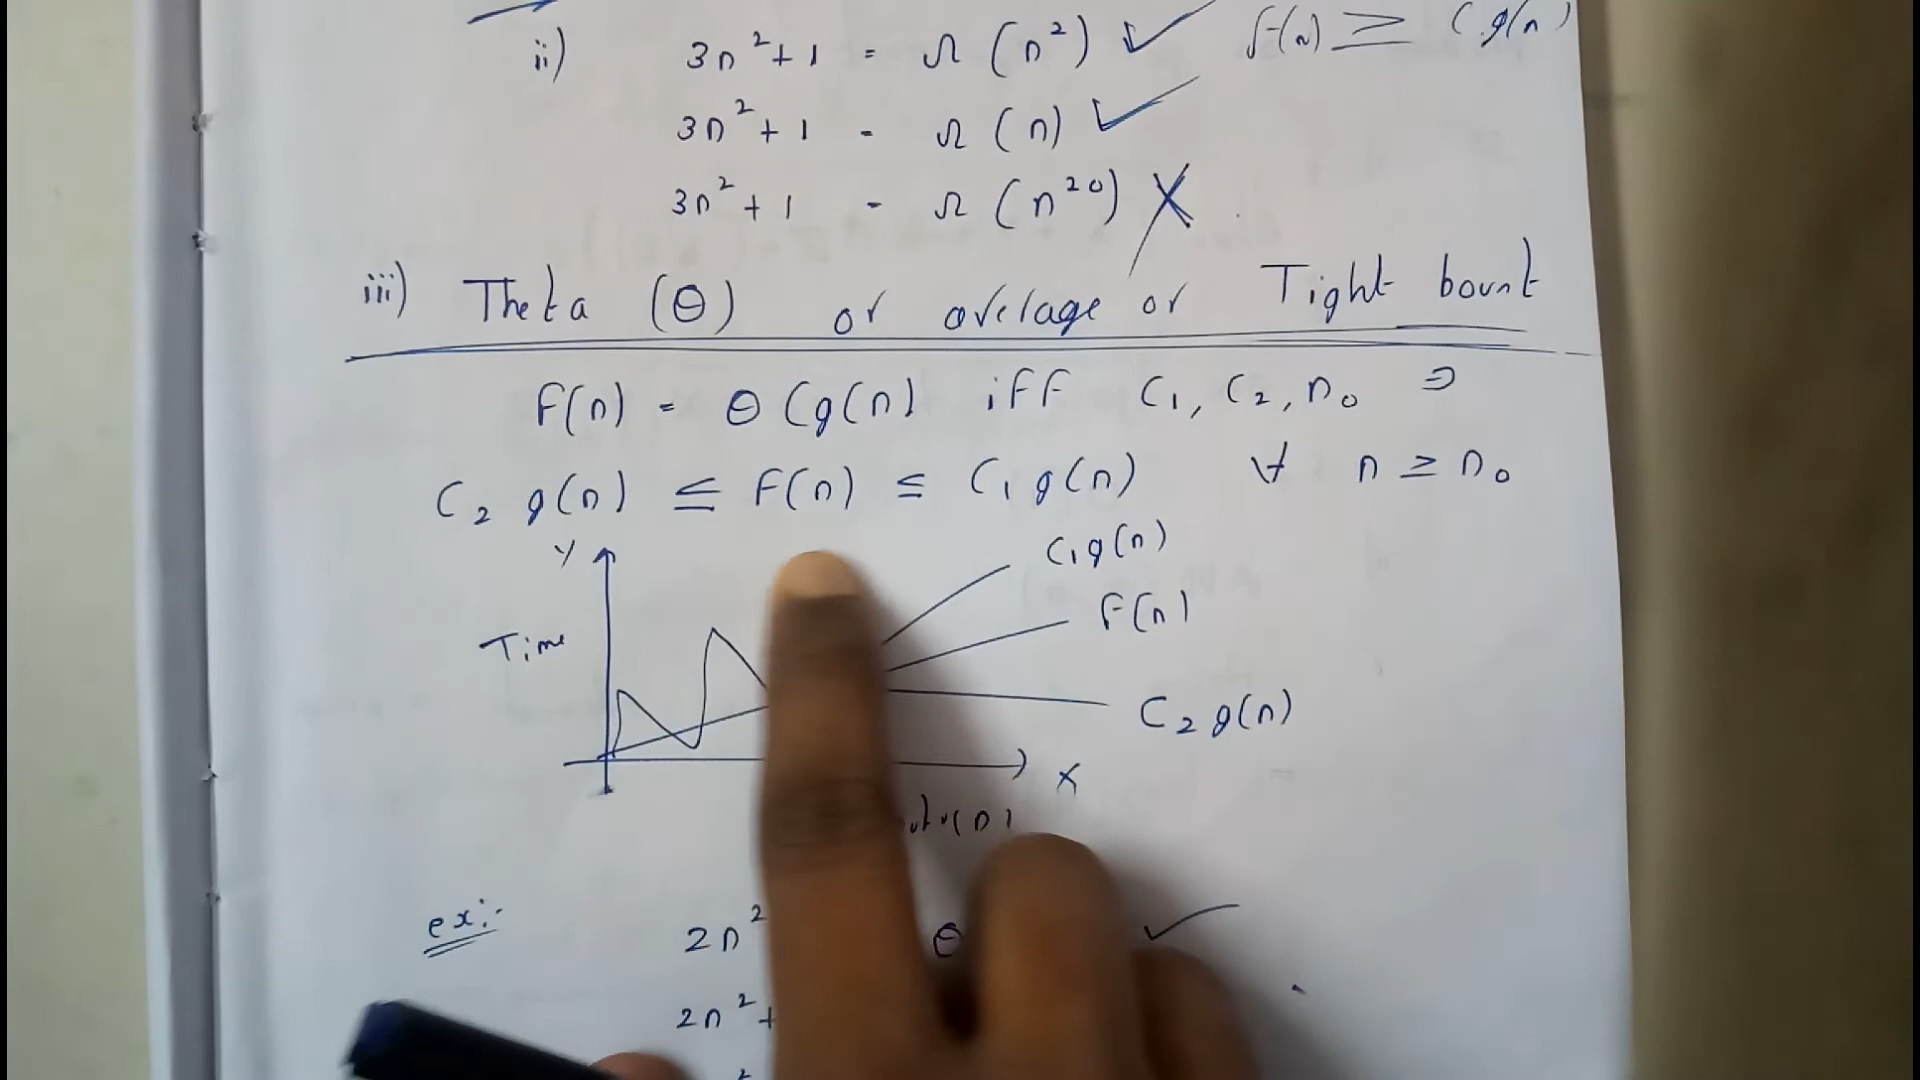 ii) 3n²+1 = Ω (n²) ✓ f(n) ≥ C g(n)
3n²+1 - Ω (n) ✓
3n²+1 - Ω (n²⁰) X
iii) Theta (θ) or average or Tight bount
F(n) = θ (g(n) iff C₁, C₂, n₀ ∋
C₂ g(n) ≤ F(n) ≤ C₁ g(n) ∀ n ≥ n₀
Y
C₁g(n)
F(n)
Time
C₂ g(n)
X
(n)
ex:- 2n² θ ✓
2n² +